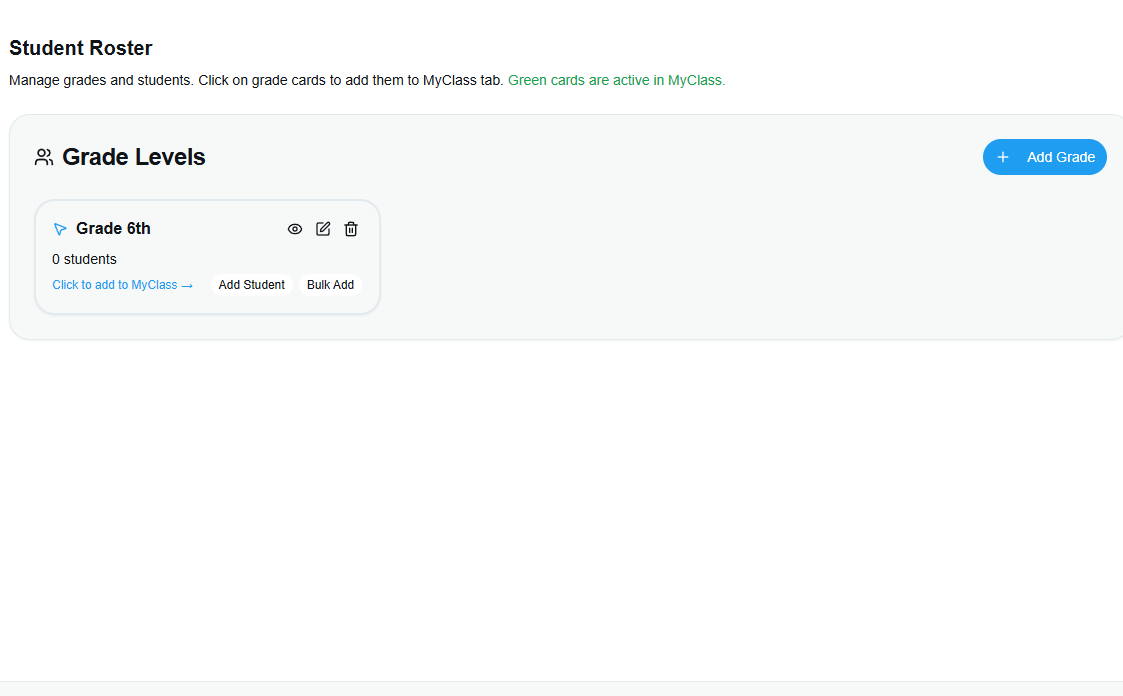 Student Roster
Manage grades and students. Click on grade cards to add them to MyClass tab. Green cards are active in MyClass.
Grade Levels
+ Add Grade
Grade 6th
0 students
Click to add to MyClass → Add Student Bulk Add